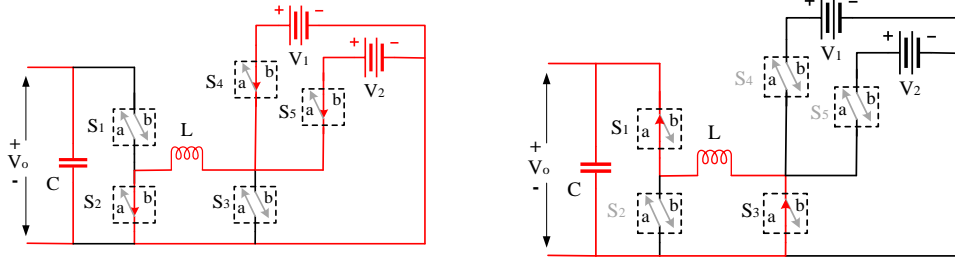 + - V1
+ - V2
S4 a b
S5 a b
S1 a b
L
+ Vo -
C
S2 a b
S3 a b
+ - V1
+ - V2
S4 a b
S5 a b
S1 a b
L
+ Vo -
C
S2 a b
S3 a b